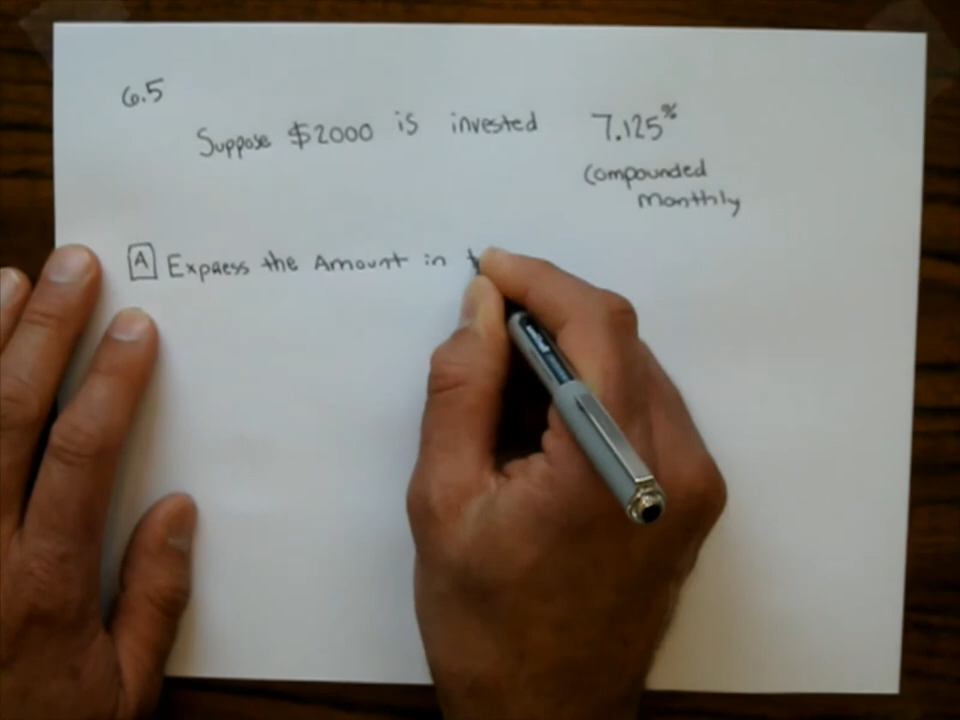 6.5
Suppose $2000 is invested 7.125%
Compounded
monthly
A Express the Amount in